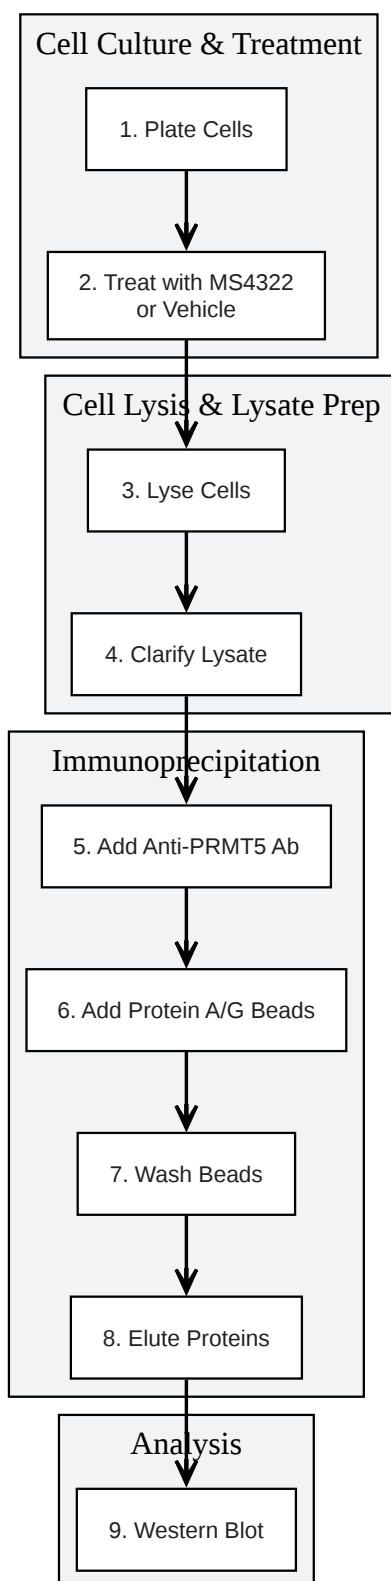 Cell Culture & Treatment
1. Plate Cells
2. Treat with MS4322
or Vehicle
Cell Lysis & Lysate Prep
3. Lyse Cells
4. Clarify Lysate
Immunoprecipitation
5. Add Anti-PRMT5 Ab
6. Add Protein A/G Beads
7. Wash Beads
8. Elute Proteins
Analysis
9. Western Blot